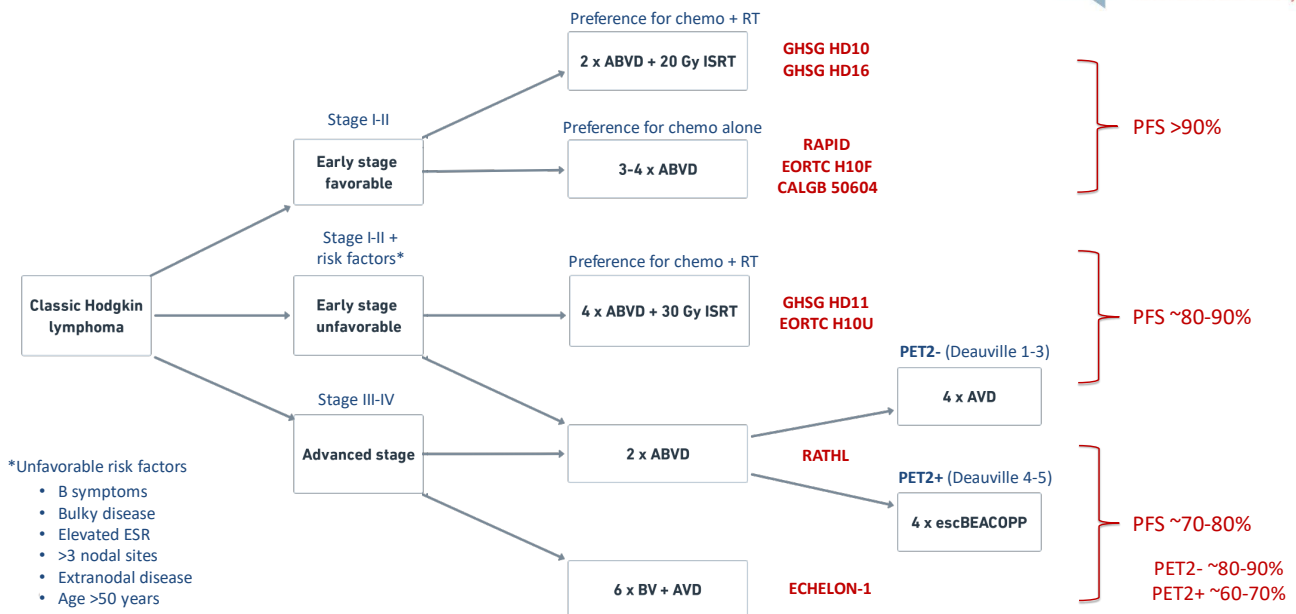 Preference for chemo + RT
2 x ABVD + 20 Gy ISRT
GHSG HD10
GHSG HD16
PFS >90%
Stage I-II
Early stage
favorable
Preference for chemo alone
3-4 x ABVD
RAPID
EORTC H10F
CALGB 50604
Stage I-II +
risk factors*
Classic Hodgkin
lymphoma
Early stage
unfavorable
Preference for chemo + RT
4 x ABVD + 30 Gy ISRT
GHSG HD11
EORTC H10U
PFS ~80-90%
PET2- (Deauville 1-3)
4 x AVD
Stage III-IV
Advanced stage
2 x ABVD
RATHL
PET2+ (Deauville 4-5)
4 x escBEACOPP
PFS ~70-80%
PET2- ~80-90%
PET2+ ~60-70%
6 x BV + AVD
ECHELON-1
*Unfavorable risk factors
• B symptoms
• Bulky disease
• Elevated ESR
• >3 nodal sites
• Extranodal disease
• Age >50 years